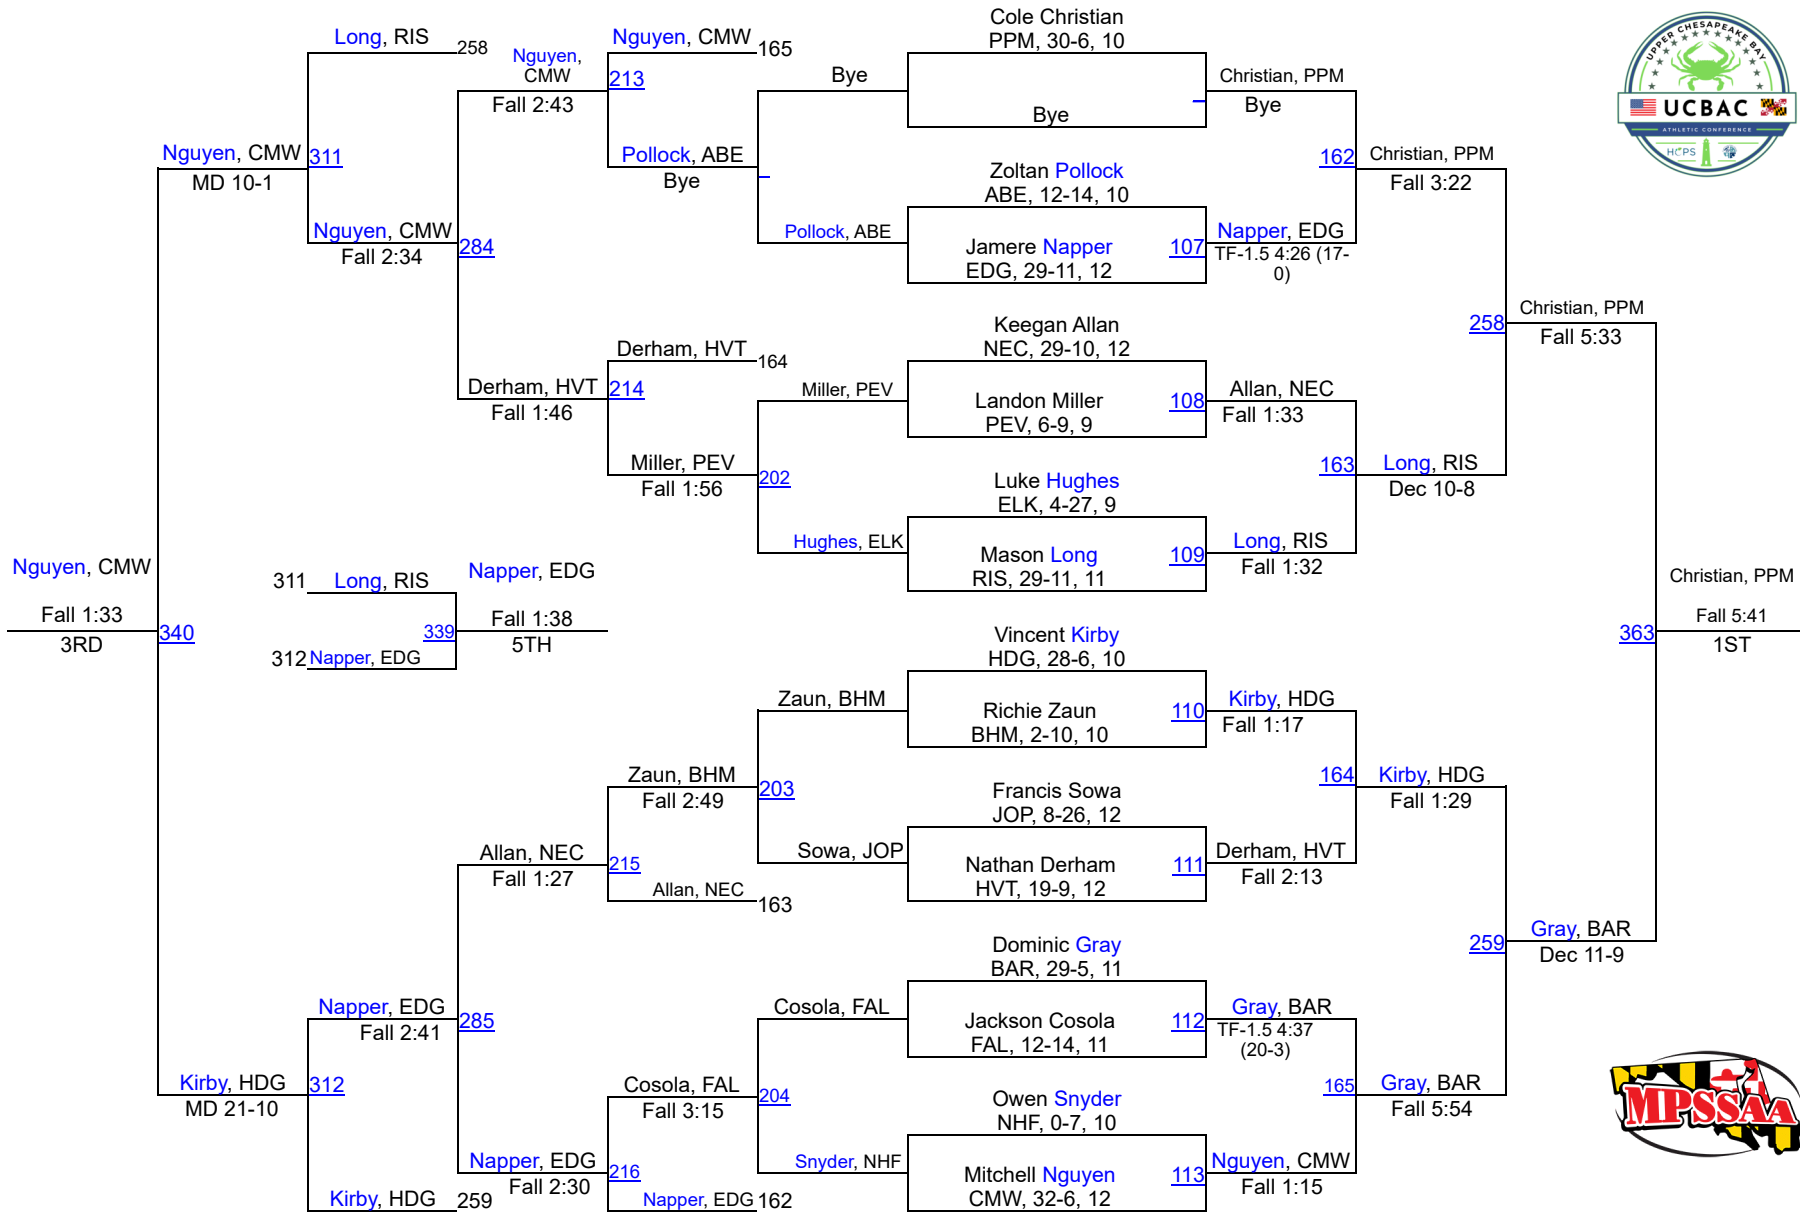 Long, RIS
258
Nguyen, CMW
311
MD 10-1
Nguyen, CMW
Fall 2:34
Nguyen, CMW
Fall 1:33
3RD
340
311
Long, RIS
312
Napper, EDG
339
Napper, EDG
Fall 1:38
5TH
Napper, EDG
Fall 2:41
Kirby, HDG
312
MD 21-10
Kirby, HDG
259
Nguyen,
CMW
Fall 2:43
284
Derham, HVT
Fall 1:46
Allan, NEC
Fall 1:27
285
Napper, EDG
Fall 2:30
Nguyen, CMW
165
213
Pollock, ABE
Bye
Derham, HVT
164
214
Miller, PEV
Fall 1:56
Zaun, BHM
Fall 2:49
215
Allan, NEC
163
Cosola, FAL
Fall 3:15
216
Napper, EDG
162
Bye
Pollock, ABE
Miller, PEV
202
Hughes, ELK
Zaun, BHM
203
Sowa, JOP
Cosola, FAL
204
Snyder, NHF
Cole Christian
PPM, 30-6, 10
Bye
Zoltan Pollock
ABE, 12-14, 10
Jamere Napper
EDG, 29-11, 12
107
Keegan Allan
NEC, 29-10, 12
Landon Miller
PEV, 6-9, 9
108
Luke Hughes
ELK, 4-27, 9
Mason Long
RIS, 29-11, 11
109
Vincent Kirby
HDG, 28-6, 10
Richie Zaun
BHM, 2-10, 10
110
Francis Sowa
JOP, 8-26, 12
Nathan Derham
HVT, 19-9, 12
111
Dominic Gray
BAR, 29-5, 11
Jackson Cosola
FAL, 12-14, 11
112
Owen Snyder
NHF, 0-7, 10
Mitchell Nguyen
CMW, 32-6, 12
113
Christian, PPM
Bye
162
Napper, EDG
TF-1.5 4:26 (17-
0)
Allan, NEC
Fall 1:33
163
Long, RIS
Fall 1:32
Kirby, HDG
Fall 1:17
164
Derham, HVT
Fall 2:13
Gray, BAR
TF-1.5 4:37
(20-3)
165
Nguyen, CMW
Fall 1:15
Christian, PPM
Fall 3:22
258
Long, RIS
Dec 10-8
Kirby, HDG
Fall 1:29
259
Gray, BAR
Fall 5:54
Christian, PPM
Fall 5:33
Gray, BAR
Dec 11-9
363
Christian, PPM
Fall 5:41
1ST
UPPER CHESAPEAKE BAY
UCBAC
ATHLETIC CONFERENCE
HCPS
MPSSAA